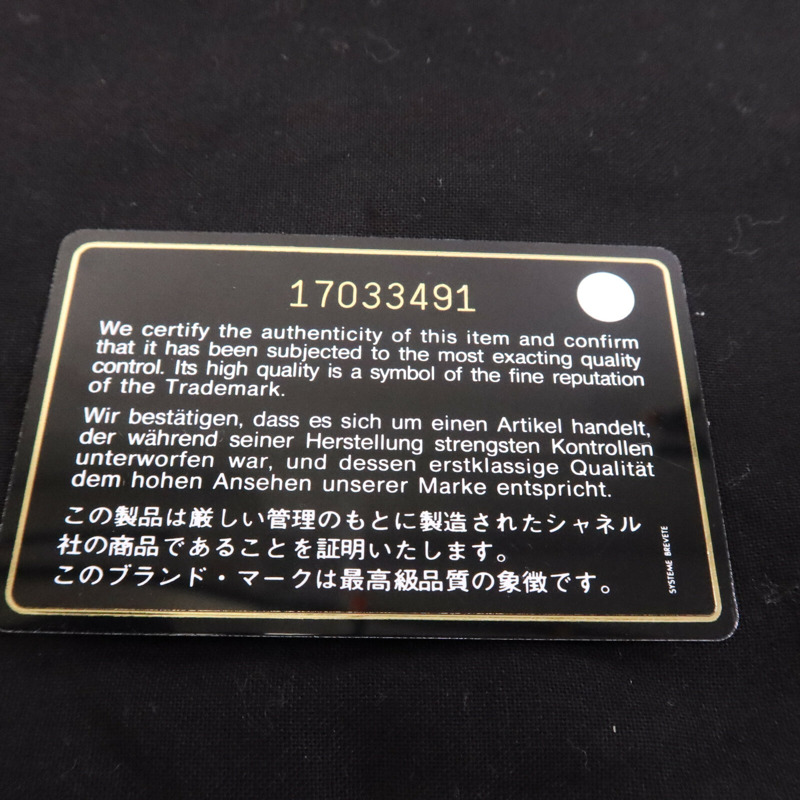 17033491
We certify the authenticity of this item and confirm
that it has been subjected to the most exacting quality
control. Its high quality is a symbol of the fine reputation
of the Trademark.
Wir bestätigen, dass es sich um einen Artikel handelt,
der während seiner Herstellung strengsten Kontrollen
unterworfen war, und dessen erstklassige Qualität
dem hohen Ansehen unserer Marke entspricht.
この製品は厳しい管理のもとに製造されたシャネル
社の商品であることを証明いたします。
このブランド・マークは最高級品質の象徴です。
SYSTEME BREVETE